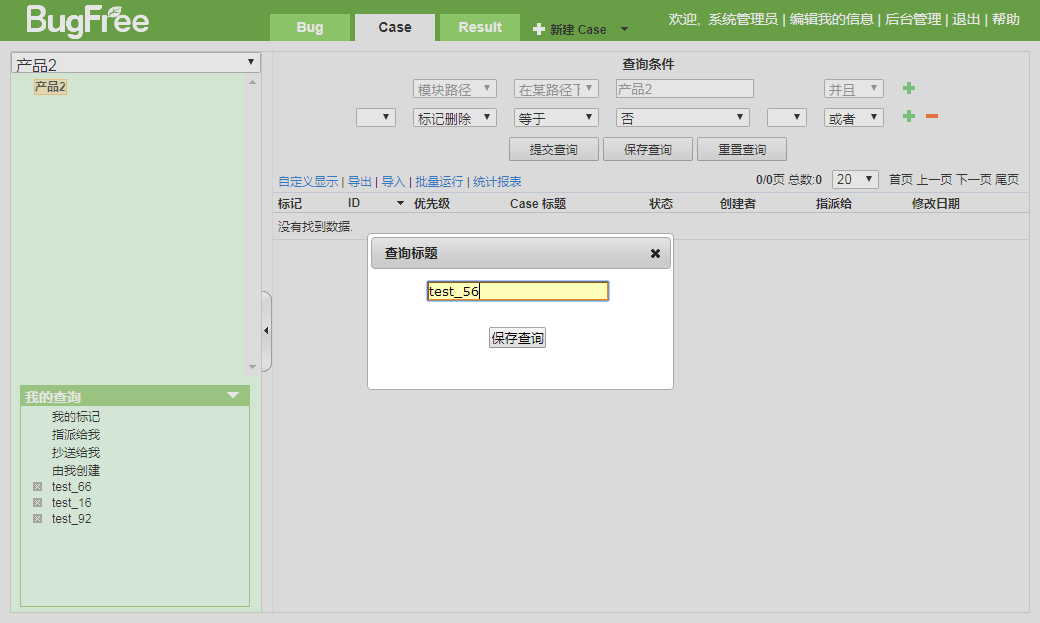 BugFree
Bug Case Result 新建 Case
欢迎, 系统管理员 | 编辑我的信息 | 后台管理 | 退出 | 帮助
产品2
产品2
查询条件
模块路径 在某路径下 产品2 并且
标记删除 等于 否 或者
提交查询 保存查询 重置查询
自定义显示 | 导出 | 导入 | 批量运行 | 统计报表 0/0页 总数:0 20 首页 上一页 下一页 尾页
标记 ID 优先级 Case 标题 状态 创建者 指派给 修改日期
没有找到数据.
查询标题
test_56
保存查询
我的查询
我的标记
指派给我
抄送给我
由我创建
test_66
test_16
test_92